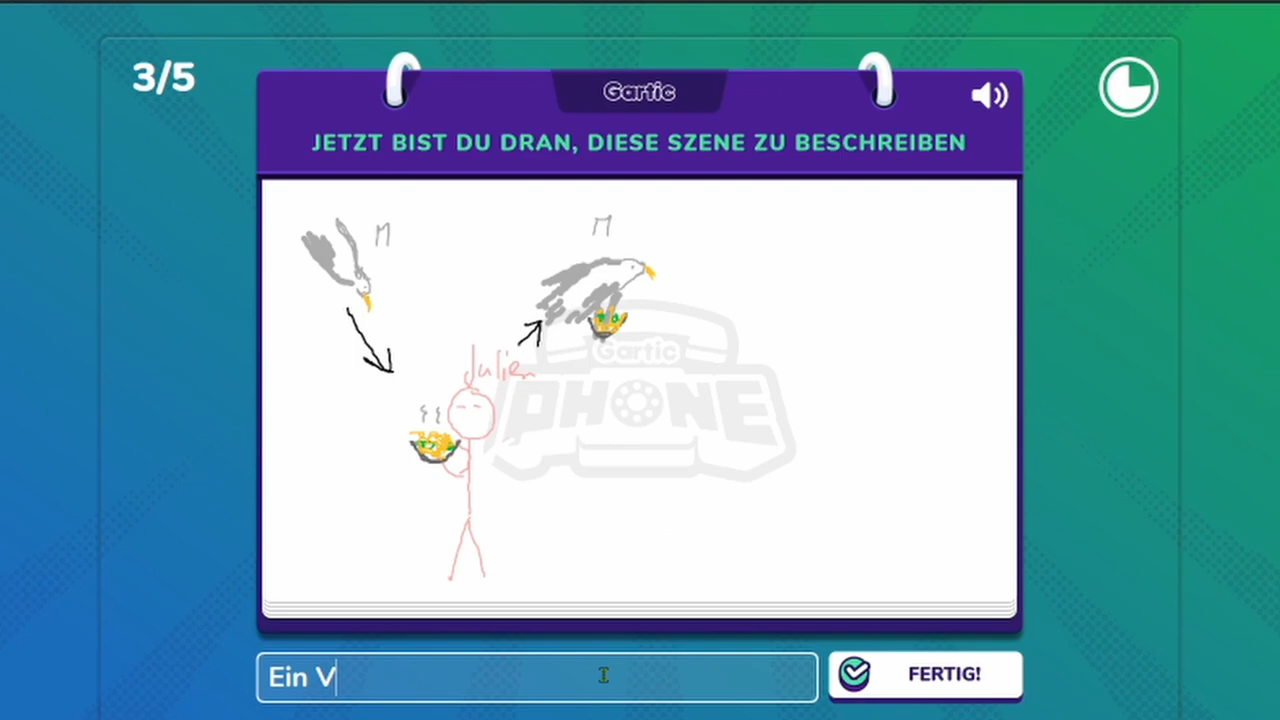 3/5
Gartic
JETZT BIST DU DRAN, DIESE SZENE ZU BESCHREIBEN
M
M
Julien
Gartic
PHONE
Ein V
FERTIG!